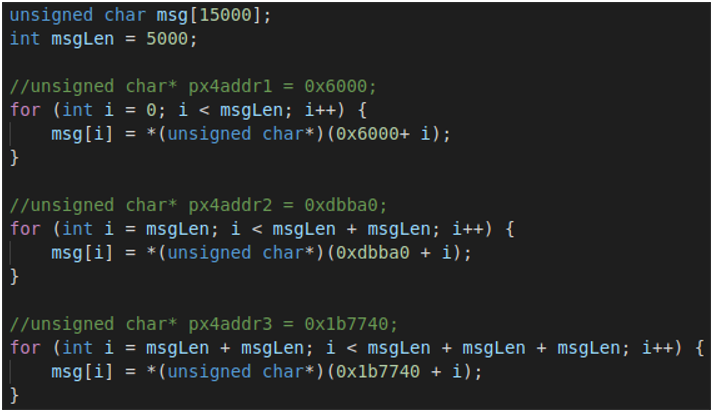 unsigned char msg[15000];
int msgLen = 5000;
//unsigned char* px4addr1 = 0x6000;
for (int i = 0; i < msgLen; i++) {
msg[i] = *(unsigned char*)(0x6000+ i);
}
//unsigned char* px4addr2 = 0xdbba0;
for (int i = msgLen; i < msgLen + msgLen; i++) {
msg[i] = *(unsigned char*)(0xdbba0 + i);
}
//unsigned char* px4addr3 = 0x1b7740;
for (int i = msgLen + msgLen; i < msgLen + msgLen + msgLen; i++) {
msg[i] = *(unsigned char*)(0x1b7740 + i);
}